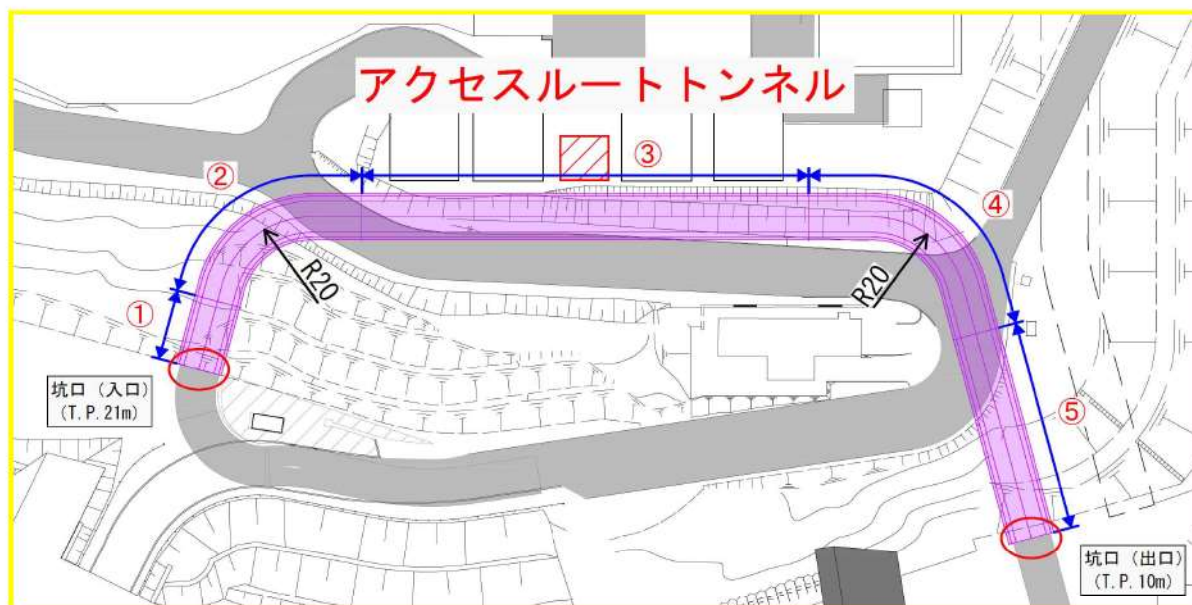 アクセスルートトンネル
②
③
④
R20
R20
①
坑口（入口）
(T.P.21m)
⑤
坑口（出口）
(T.P.10m)